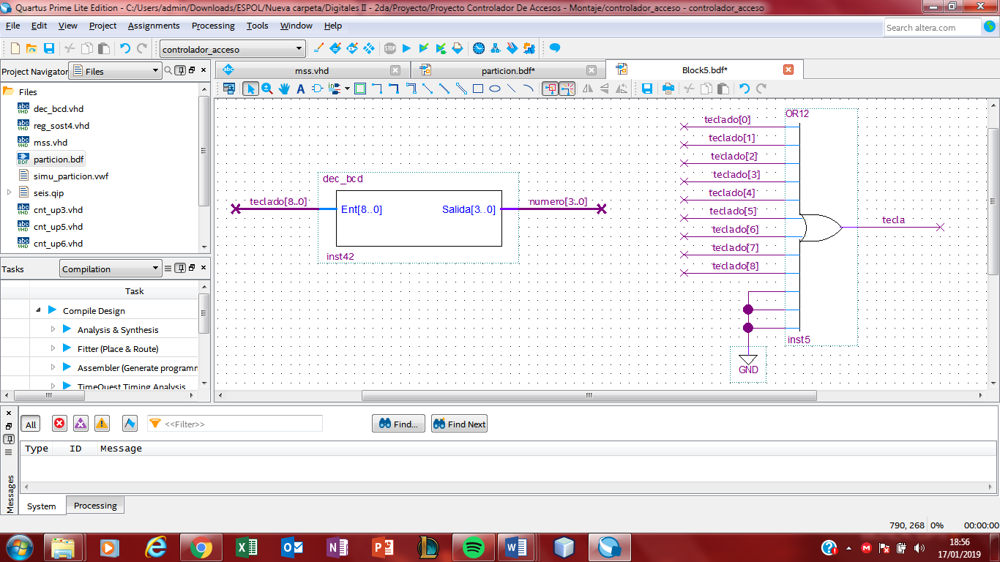 Quartus Prime Lite Edition - C:/Users/admin/Downloads/ESPOL/Nueva carpeta/Digitales II - 2da/Proyecto/Proyecto Controlador De Accesos - Montaje/controlador_acceso - controlador_acceso
File Edit View Project Assignments Processing Tools Window Help
Search altera.com
controlador_acceso
STOP
Project Navigator Files
mss.vhd
particion.bdf*
Block5.bdf*
Files
dec_bcd.vhd
reg_sost4.vhd
mss.vhd
particion.bdf
simu_particion.vwf
seis.qip
cnt_up3.vhd
cnt_up5.vhd
cnt_up6.vhd
Tasks Compilation
Task
Compile Design
Analysis & Synthesis
Fitter (Place & Route)
Assembler (Generate programm
TimeQuest Timing Analysis
dec_bcd
teclado[8..0]
Ent[8..0]
Salida[3..0]
numero[3..0]
inst42
OR12
teclado[0]
teclado[1]
teclado[2]
teclado[3]
teclado[4]
teclado[5]
teclado[6]
teclado[7]
teclado[8]
tecla
inst5
GND
All
<<Filter>>
Find...
Find Next
Type ID Message
Messages
System
Processing
790, 268 0% 00:00:00
18:56
17/01/2019